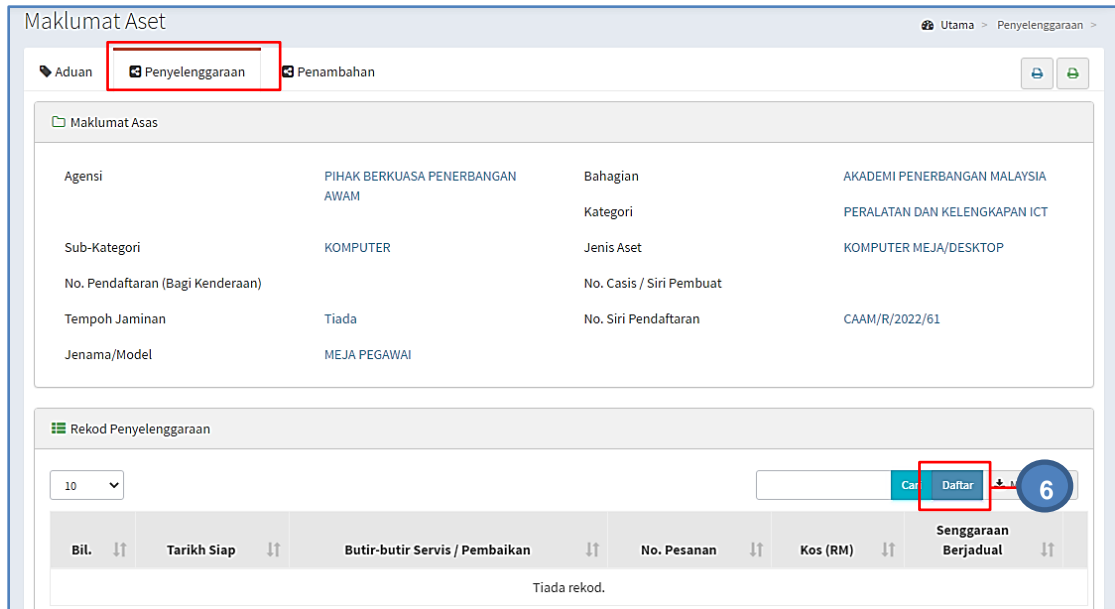 Maklumat Aset
Utama > Penyelenggaraan >
Aduan Penyelenggaraan Penambahan
Maklumat Asas
Agensi PIHAK BERKUASA PENERBANGAN AWAM Bahagian AKADEMI PENERBANGAN MALAYSIA
Kategori PERALATAN DAN KELENGKAPAN ICT
Sub-Kategori KOMPUTER Jenis Aset KOMPUTER MEJA/DESKTOP
No. Pendaftaran (Bagi Kenderaan) No. Casis / Siri Pembuat
Tempoh Jaminan Tiada No. Siri Pendaftaran CAAM/R/2022/61
Jenama/Model MEJA PEGAWAI
Rekod Penyelenggaraan
10 Daftar 6
Bil. Tarikh Siap Butir-butir Servis / Pembaikan No. Pesanan Kos (RM) Senggaraan Berjadual
Tiada rekod.